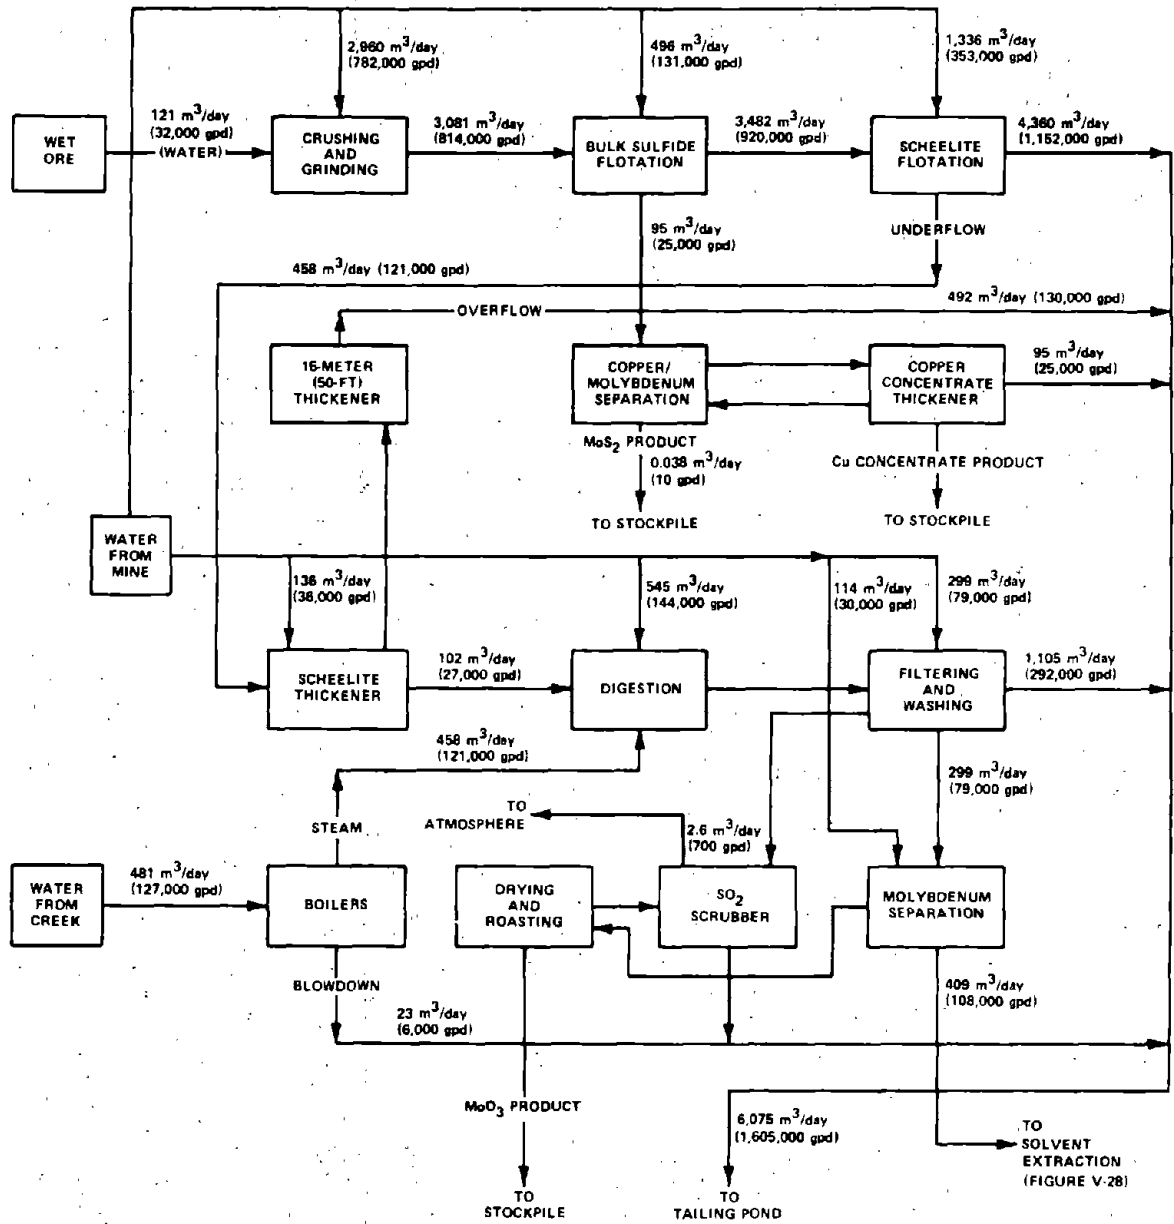 2,960 m3/day
(782,000 gpd)
496 m3/day
(131,000 gpd)
1,336 m3/day
(353,000 gpd)
WET
ORE
121 m3/day
(32,000 gpd)
(WATER)
CRUSHING
AND
GRINDING
3,081 m3/day
(814,000 gpd)
BULK SULFIDE
FLOTATION
3,482 m3/day
(920,000 gpd)
SCHEELITE
FLOTATION
4,360 m3/day
(1,152,000 gpd)
95 m3/day
(25,000 gpd)
UNDERFLOW
458 m3/day (121,000 gpd)
OVERFLOW
492 m3/day (130,000 gpd)
16-METER
(50-FT)
THICKENER
COPPER/
MOLYBDENUM
SEPARATION
COPPER
CONCENTRATE
THICKENER
95 m3/day
(25,000 gpd)
MoS2 PRODUCT
0.038 m3/day
(10 gpd)
Cu CONCENTRATE PRODUCT
TO STOCKPILE
TO STOCKPILE
WATER
FROM
MINE
136 m3/day
(36,000 gpd)
545 m3/day
(144,000 gpd)
114 m3/day
(30,000 gpd)
299 m3/day
(79,000 gpd)
SCHEELITE
THICKENER
102 m3/day
(27,000 gpd)
DIGESTION
FILTERING
AND
WASHING
1,105 m3/day
(292,000 gpd)
458 m3/day
(121,000 gpd)
299 m3/day
(79,000 gpd)
STEAM
TO
ATMOSPHERE
2.6 m3/day
(700 gpd)
WATER
FROM
CREEK
481 m3/day
(127,000 gpd)
BOILERS
DRYING
AND
ROASTING
SO2
SCRUBBER
MOLYBDENUM
SEPARATION
BLOWDOWN
23 m3/day
(6,000 gpd)
409 m3/day
(108,000 gpd)
MoO3 PRODUCT
6,075 m3/day
(1,605,000 gpd)
TO
SOLVENT
EXTRACTION
(FIGURE V-28)
TO
STOCKPILE
TO
TAILING POND